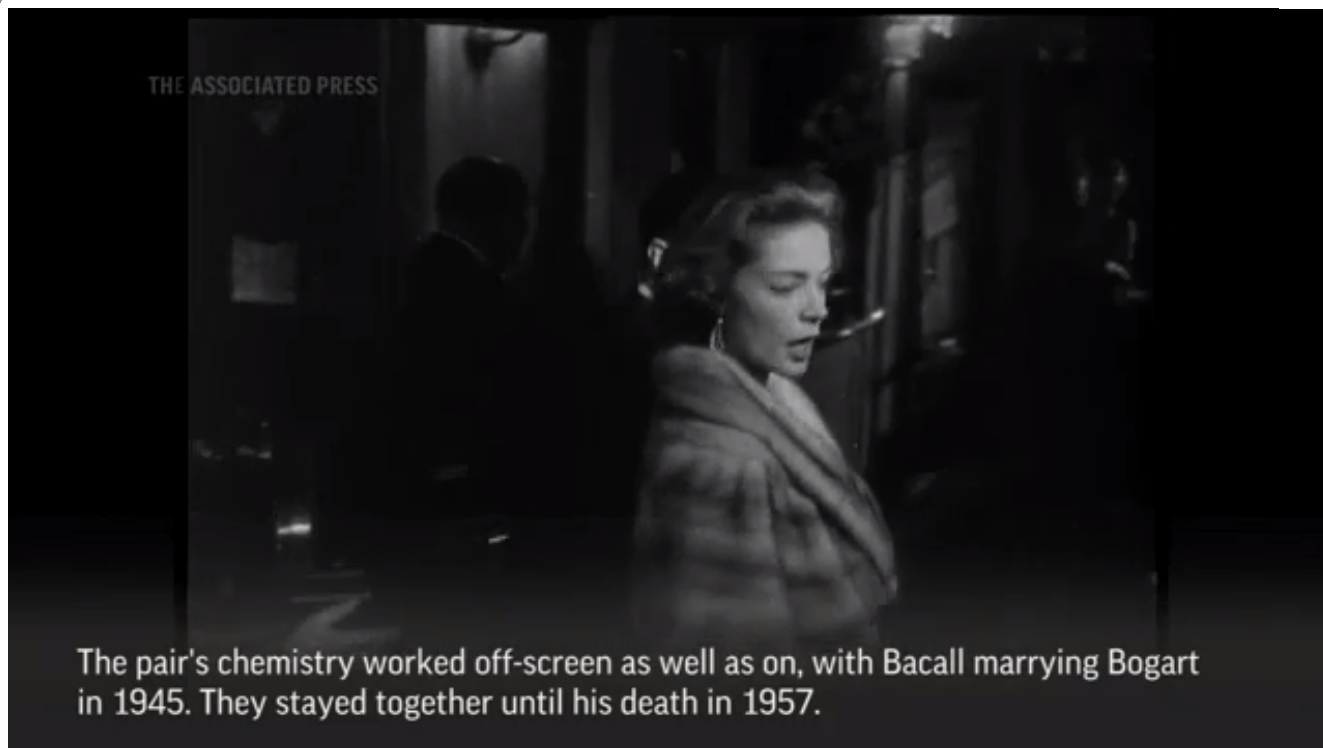 THE ASSOCIATED PRESS
The pair's chemistry worked off-screen as well as on, with Bacall marrying Bogart
in 1945. They stayed together until his death in 1957.